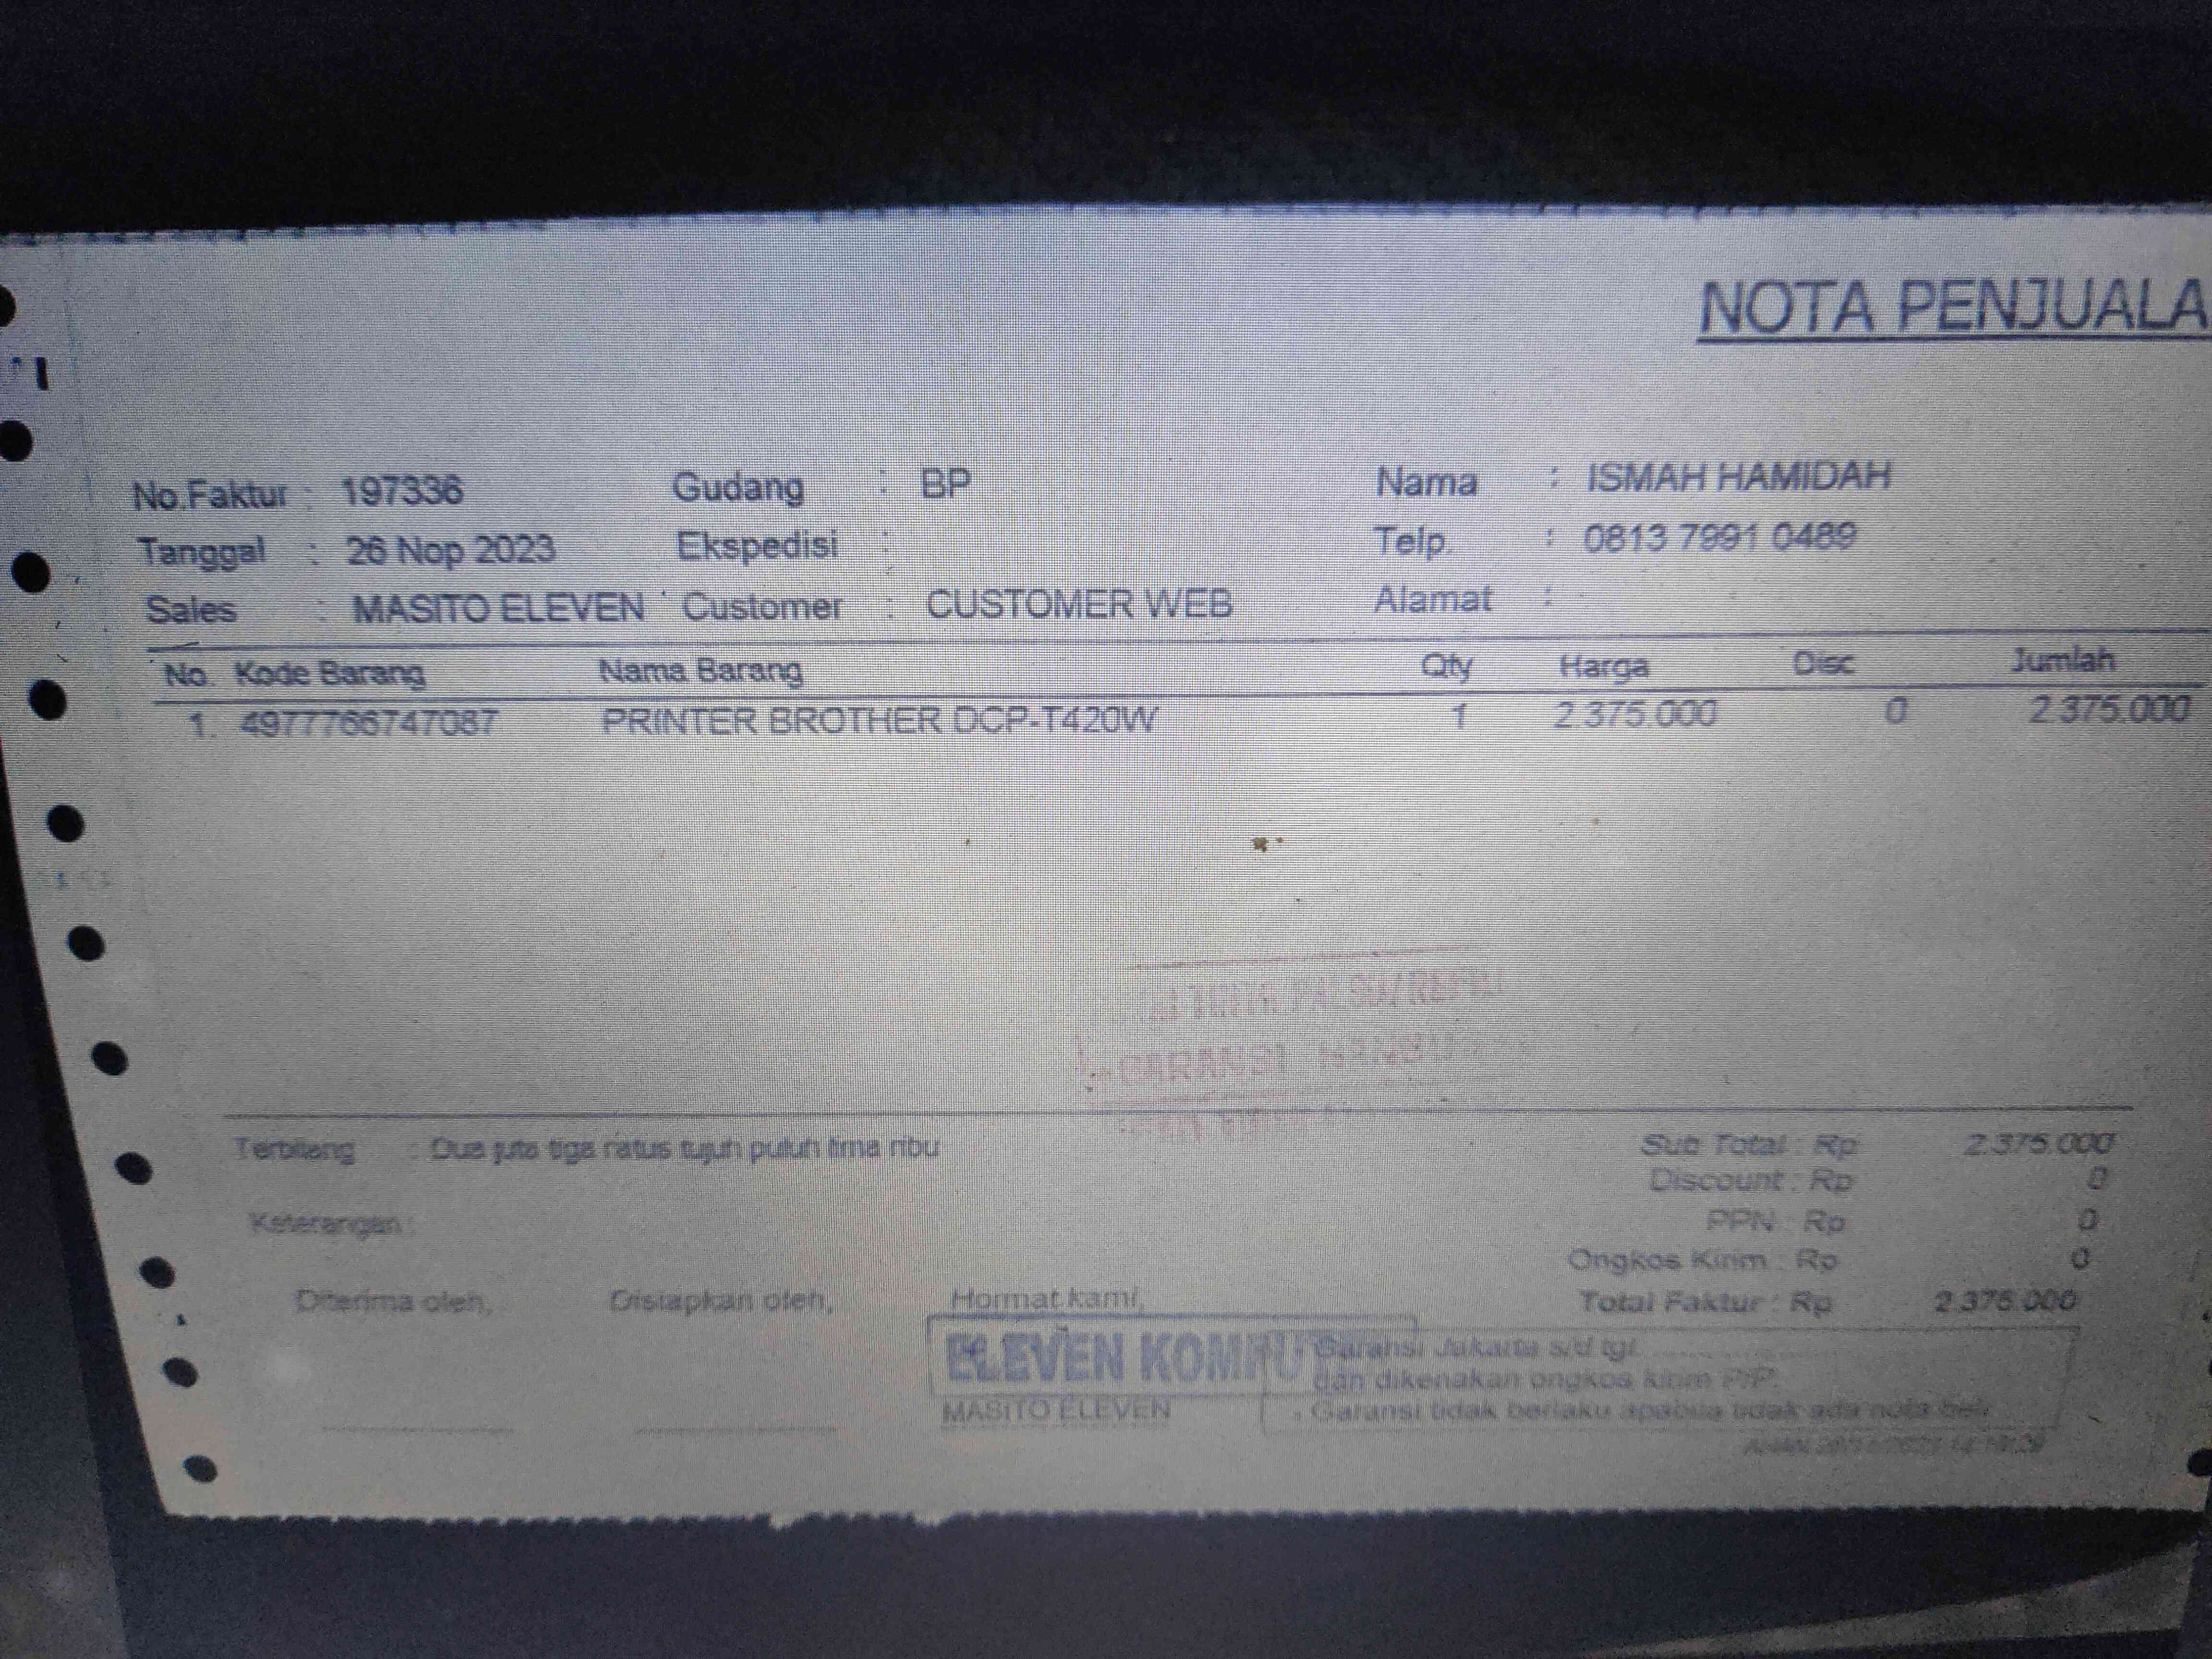 NOTA PENJUALA
No.Faktur : 197336 Gudang : BP Nama : ISMAH HAMIDAH
Tanggal : 26 Nop 2023 Ekspedisi : Telp. : 0813 7991 0489
Sales : MASITO ELEVEN Customer : CUSTOMER WEB Alamat :
No. Kode Barang Nama Barang Qty Harga Disc Jumlah
1. 4977766747087 PRINTER BROTHER DCP-T420W 1 2.375.000 0 2.375.000
PALSU/REFILL
GARANSI HANGUS
Terbilang : Dua juta tiga ratus tujuh puluh lima ribu Sub Total : Rp 2.375.000
Discount : Rp 0
Keterangan : PPN : Rp 0
Ongkos Kirim : Rp 0
Diterima oleh, Disiapkan oleh, Hormat kami, Total Faktur : Rp 2.375.000
ELEVEN KOMPU
Garansi Jakarta s/d tgl
dan dikenakan ongkos kirim P/P.
MASITO ELEVEN
. Garansi tidak berlaku apabila tidak ada nota beli